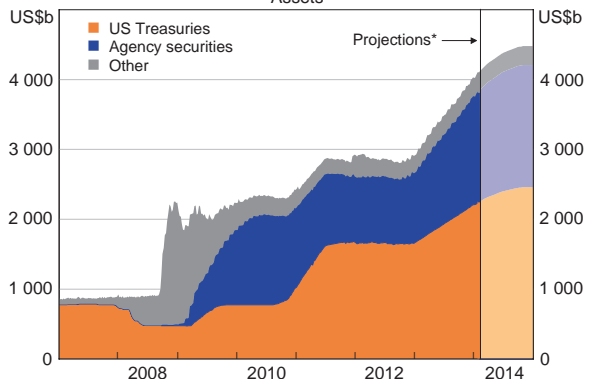 Assets
US$b
US$b
US Treasuries
Agency securities
Other
Projections*
4 000
4 000
3 000
3 000
2 000
2 000
1 000
1 000
0
0
2008
2010
2012
2014